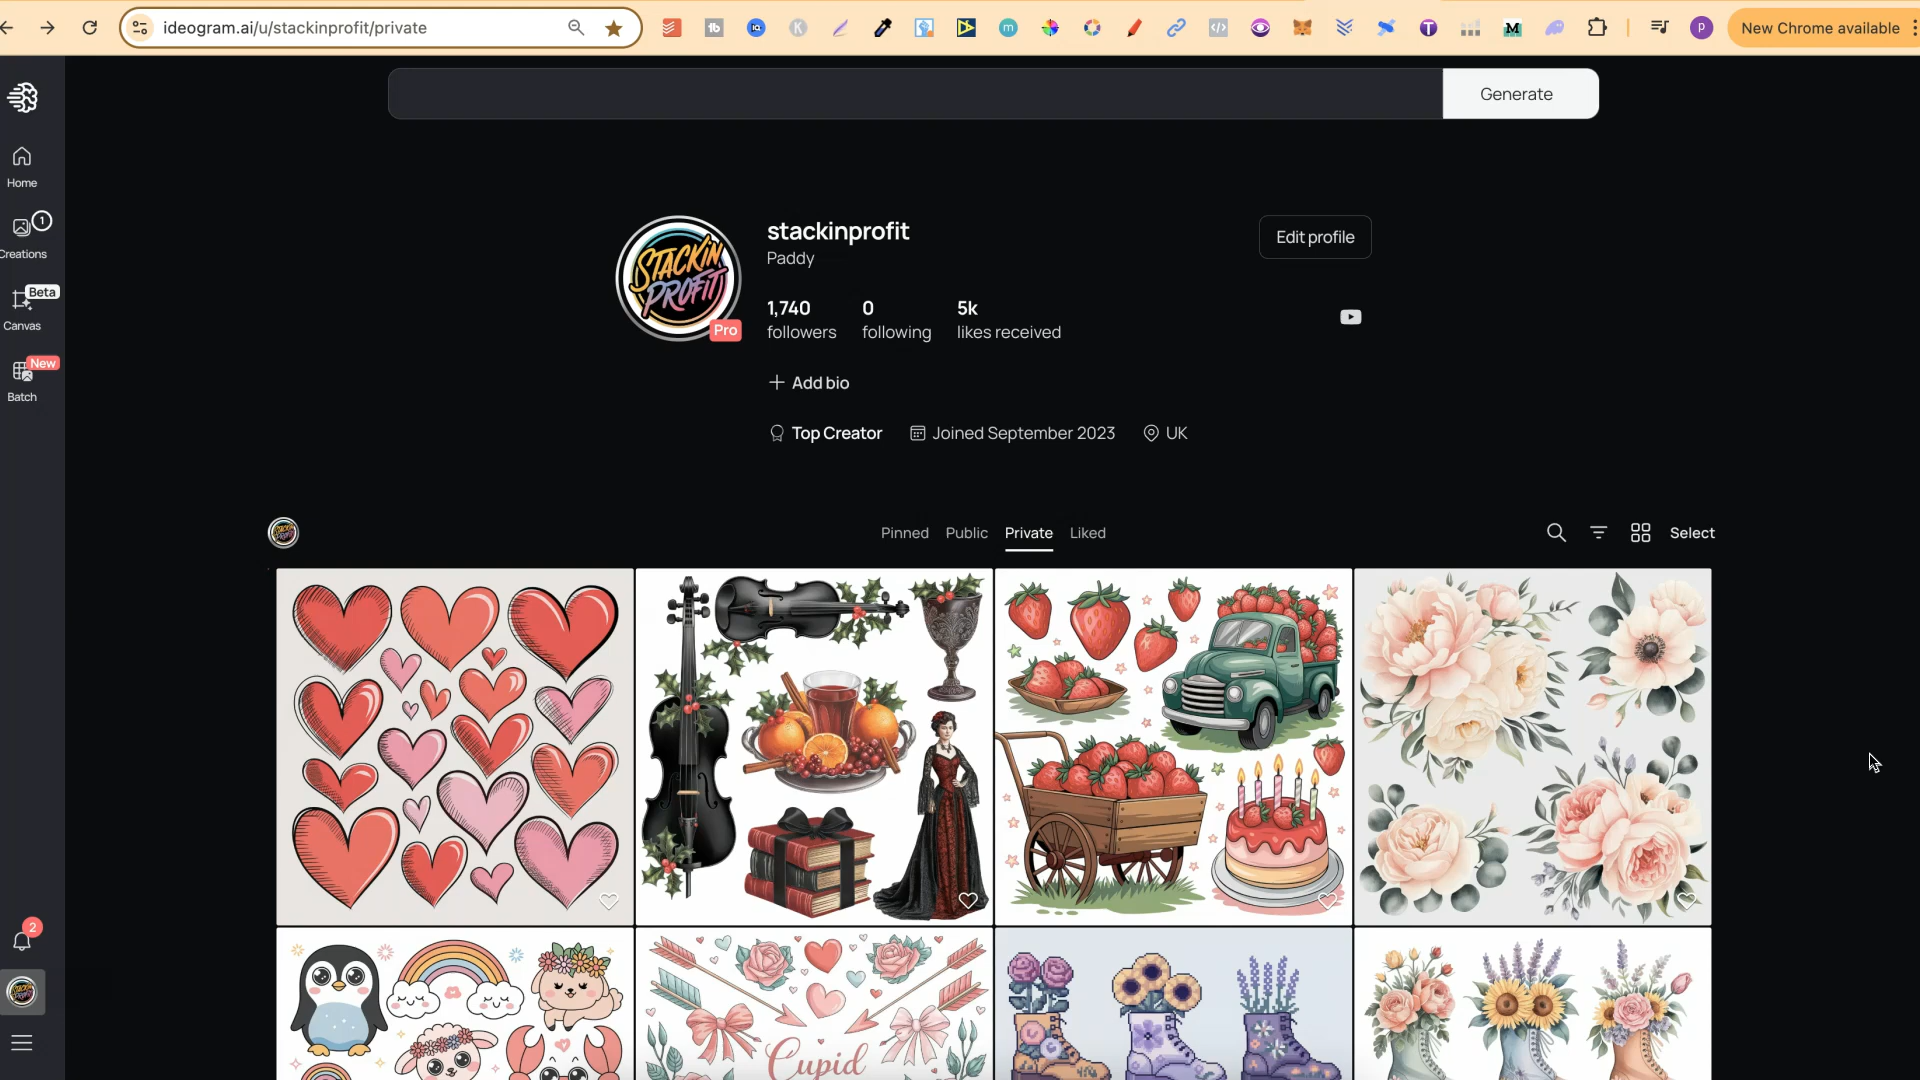 ideogram.ai/u/stackinprofit/private
New Chrome available
Generate
Home
1
Creations
Beta
Canvas
New
Batch
2
STACKIN
PROFIT
Pro
stackinprofit
Paddy
Edit profile
1,740
0
5k
followers
following
likes received
Add bio
Top Creator
Joined September 2023
UK
Pinned
Public
Private
Liked
Select
Cupid